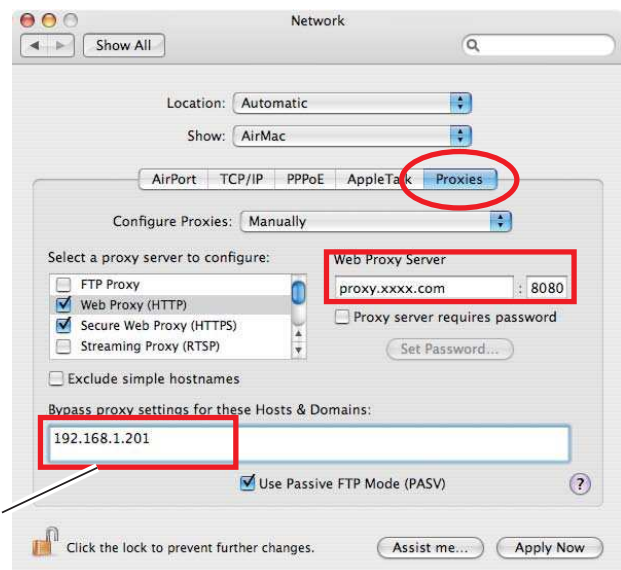 Network
Show All
Location: Automatic
Show: AirMac
AirPort TCP/IP PPPoE AppleTalk Proxies
Configure Proxies: Manually
Select a proxy server to configure:
FTP Proxy
Web Proxy (HTTP)
Secure Web Proxy (HTTPS)
Streaming Proxy (RTSP)
Web Proxy Server
proxy.xxxx.com : 8080
Proxy server requires password
Set Password...
Exclude simple hostnames
Bypass proxy settings for these Hosts & Domains:
192.168.1.201
Use Passive FTP Mode (PASV)
?
Click the lock to prevent further changes.
Assist me...
Apply Now